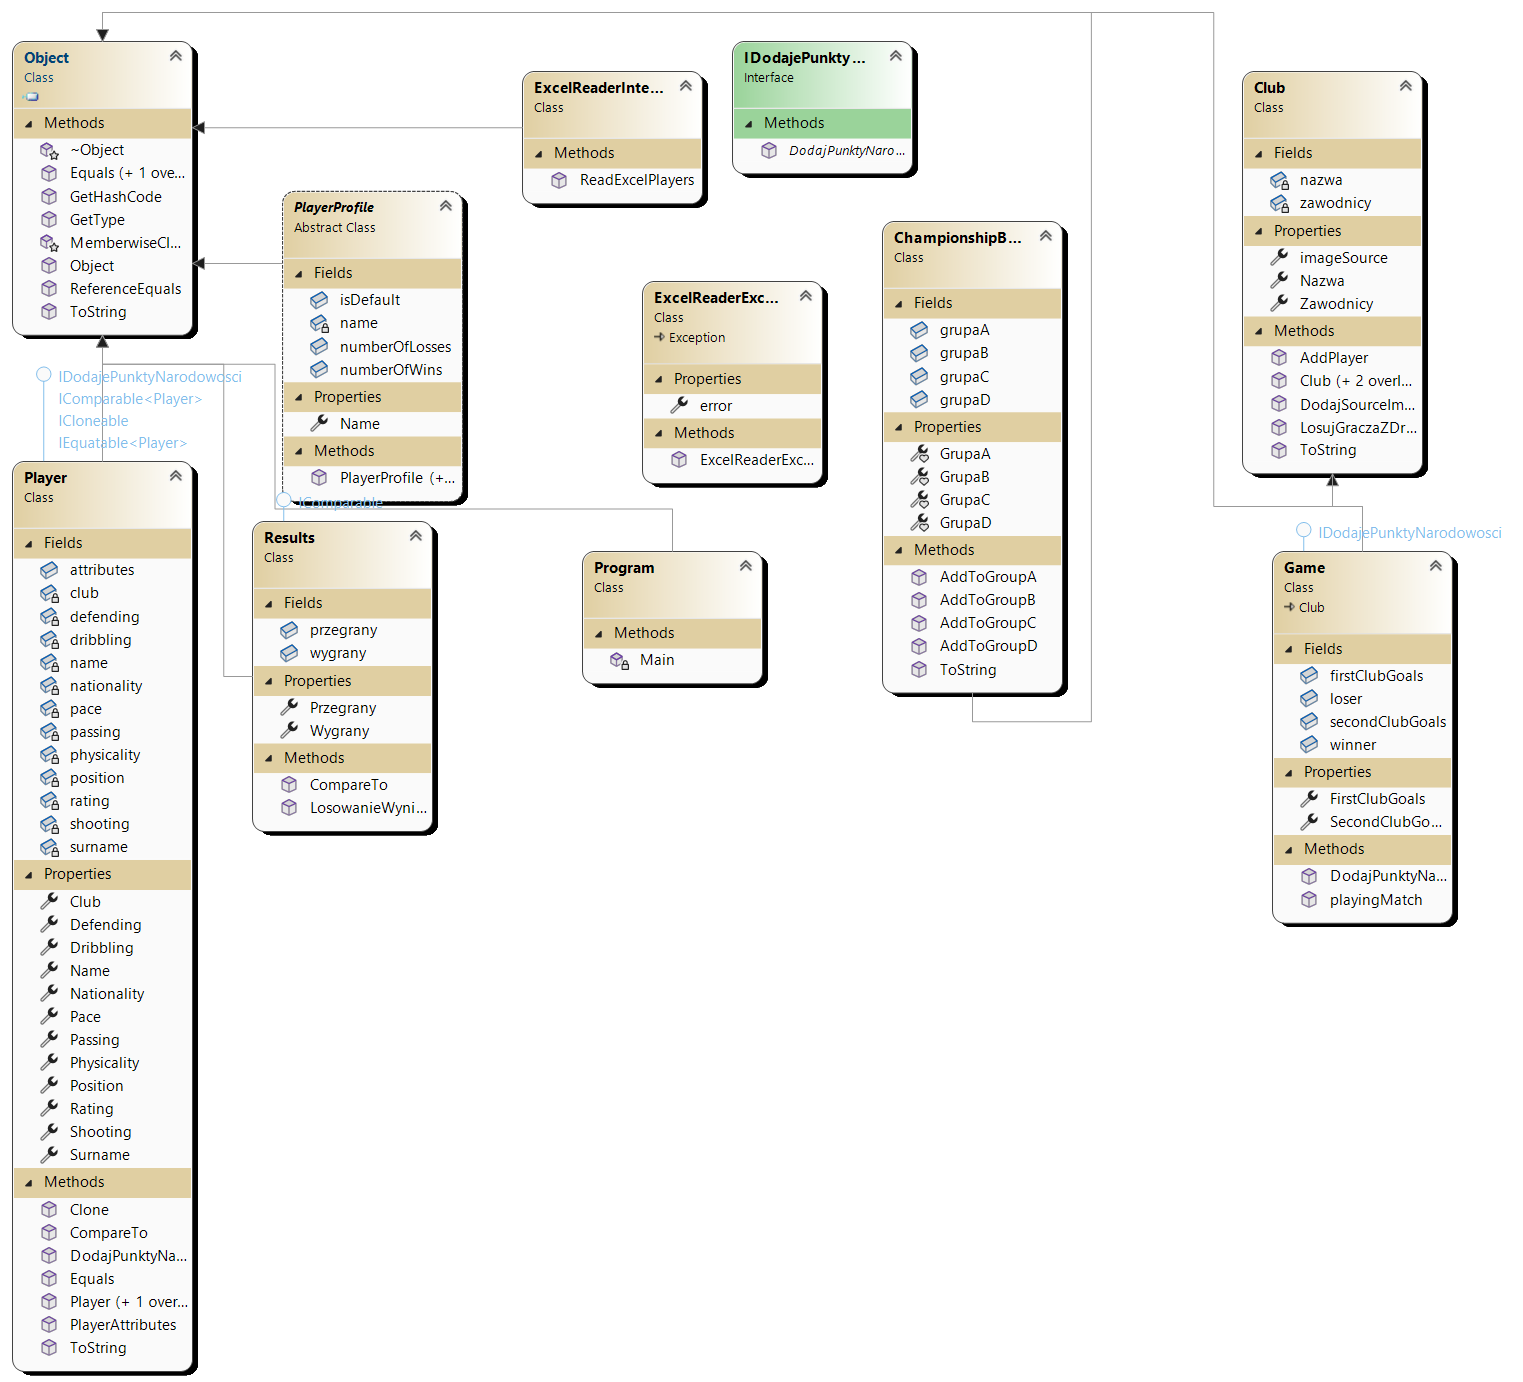 Object
Class
Methods
~Object
Equals (+ 1 ove...
GetHashCode
GetType
MemberwiseCl...
Object
ReferenceEquals
ToString
ExcelReaderInte...
Class
Methods
ReadExcelPlayers
IDodajePunkty...
Interface
Methods
DodajPunktyNaro...
Club
Class
Fields
nazwa
zawodnicy
Properties
imageSource
Nazwa
Zawodnicy
Methods
AddPlayer
Club (+ 2 overl...
DodajSourceIm...
LosujGraczaZDr...
ToString
PlayerProfile
Abstract Class
Fields
isDefault
name
numberOfLosses
numberOfWins
Properties
Name
Methods
PlayerProfile (+...
ExcelReaderExc...
Class
Exception
Properties
error
Methods
ExcelReaderExc...
ChampionshipB...
Class
Fields
grupaA
grupaB
grupaC
grupaD
Properties
GrupaA
GrupaB
GrupaC
GrupaD
Methods
AddToGroupA
AddToGroupB
AddToGroupC
AddToGroupD
ToString
IDodajePunktyNarodowosci
IComparable<Player>
ICloneable
IEquatable<Player>
Player
Class
Fields
attributes
club
defending
dribbling
name
nationality
pace
passing
physicality
position
rating
shooting
surname
Properties
Club
Defending
Dribbling
Name
Nationality
Pace
Passing
Physicality
Position
Rating
Shooting
Surname
Methods
Clone
CompareTo
DodajPunktyNa...
Equals
Player (+ 1 over...
PlayerAttributes
ToString
IComparable
Results
Class
Fields
przegrany
wygrany
Properties
Przegrany
Wygrany
Methods
CompareTo
LosowanieWyni...
Program
Class
Methods
Main
IDodajePunktyNarodowosci
Game
Class
Club
Fields
firstClubGoals
loser
secondClubGoals
winner
Properties
FirstClubGoals
SecondClubGo...
Methods
DodajPunktyNa...
playingMatch